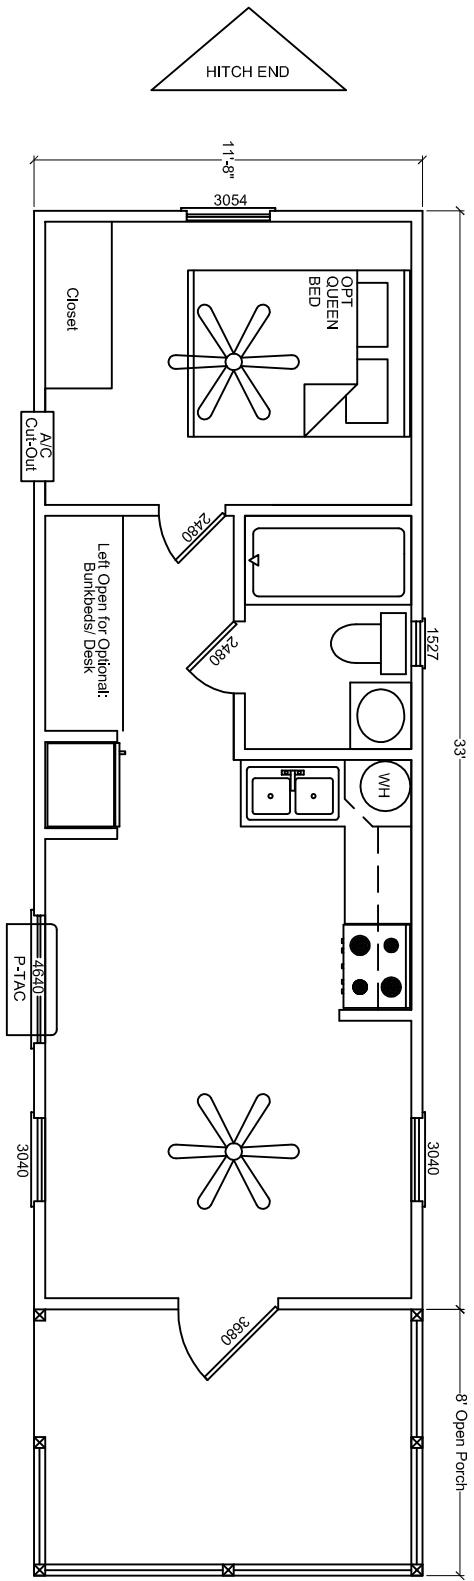 HITCH END
11'-8"
3054
OPT
QUEEN
BED
Closet
A/C
Cut-Out
2480
Left Open for Optional:
Bunkbeds/ Desk
2480
1527
33'
WH
4640
P-TAC
3040
3040
3680
8' Open Porch